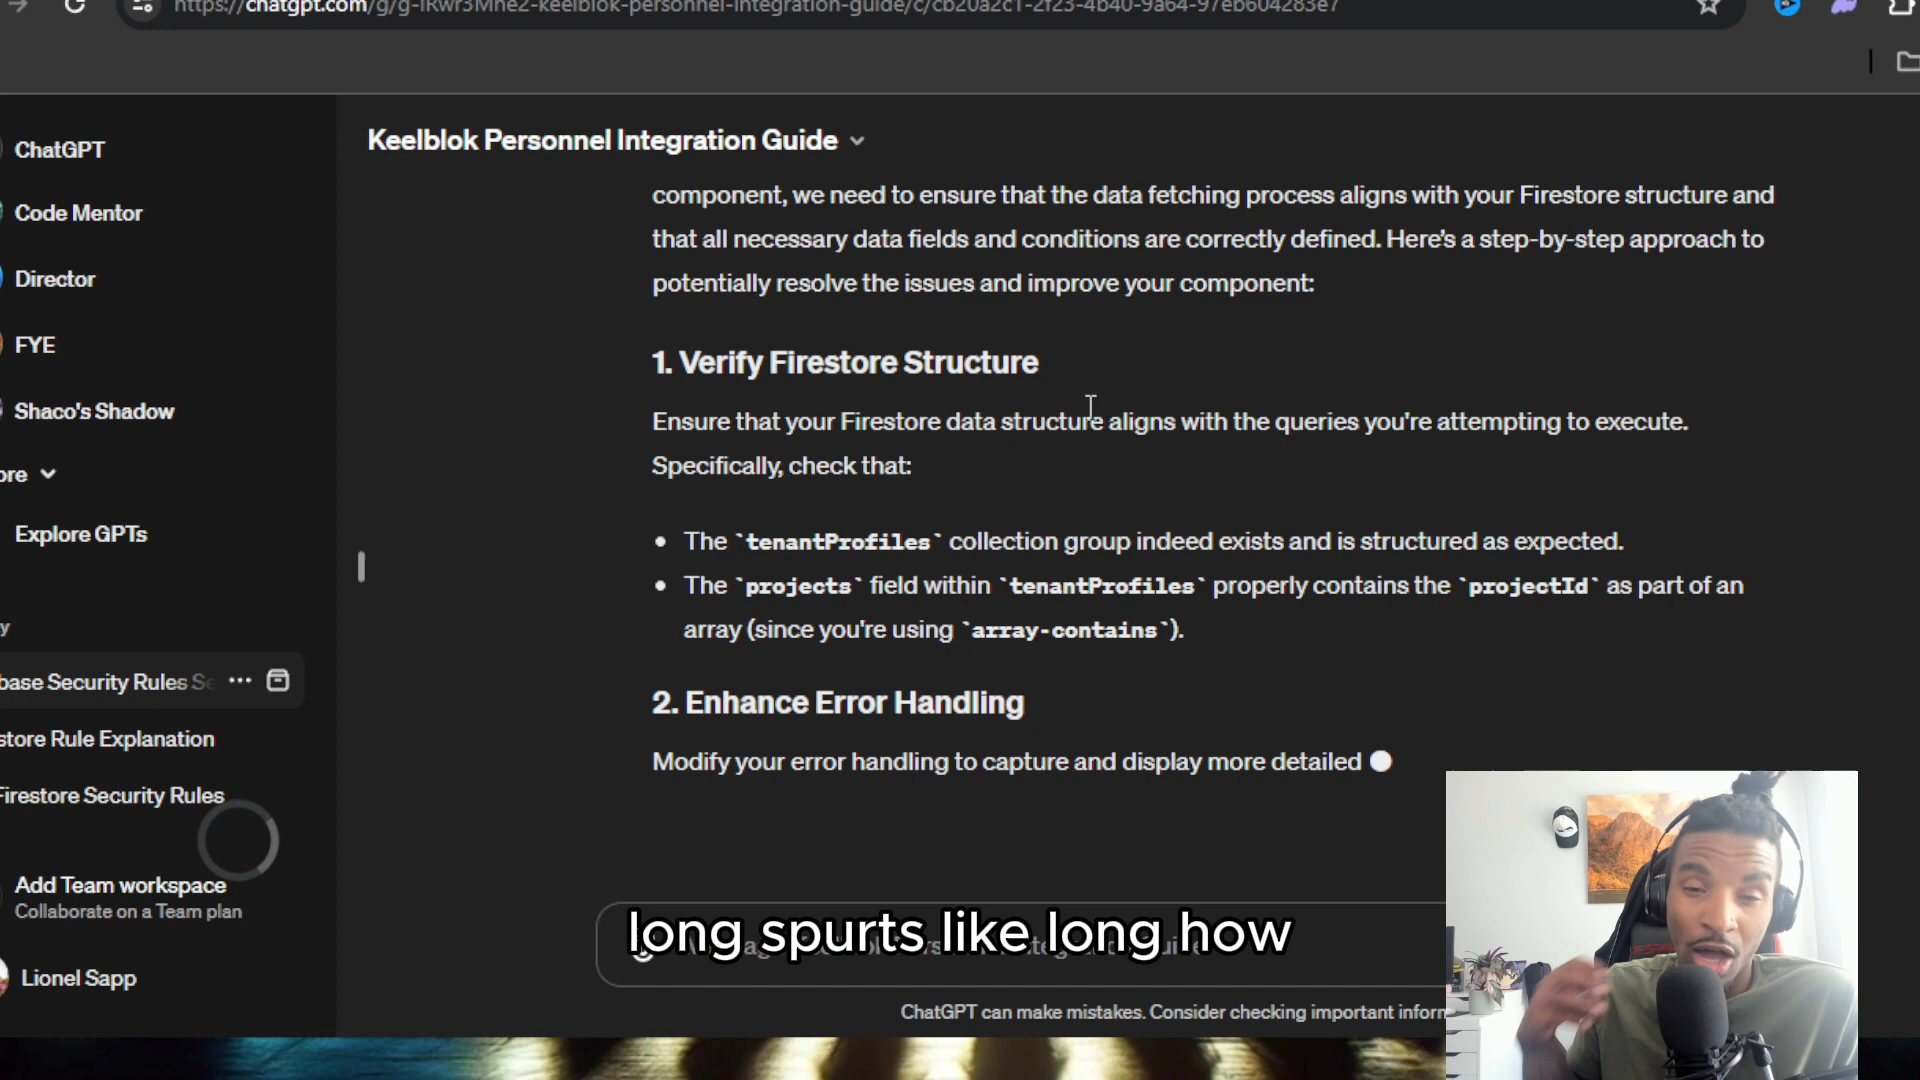 https://chatgpt.com/g/g-iRwr3Mne2-keelblok-personnel-integration-guide/c/cb20a2c1-2f23-4b40-9a64-97eb604283e7
ChatGPT
Code Mentor
Director
FYE
Shaco's Shadow
ore
Explore GPTs
y
base Security Rules Se
store Rule Explanation
Firestore Security Rules
Add Team workspace
Collaborate on a Team plan
Lionel Sapp
Keelblok Personnel Integration Guide
component, we need to ensure that the data fetching process aligns with your Firestore structure and
that all necessary data fields and conditions are correctly defined. Here's a step-by-step approach to
potentially resolve the issues and improve your component:
1. Verify Firestore Structure
Ensure that your Firestore data structure aligns with the queries you're attempting to execute.
Specifically, check that:
• The `tenantProfiles` collection group indeed exists and is structured as expected.
• The `projects` field within `tenantProfiles` properly contains the `projectId` as part of an
array (since you're using `array-contains`).
2. Enhance Error Handling
Modify your error handling to capture and display more detailed
long spurts like long how
ChatGPT can make mistakes. Consider checking important inform